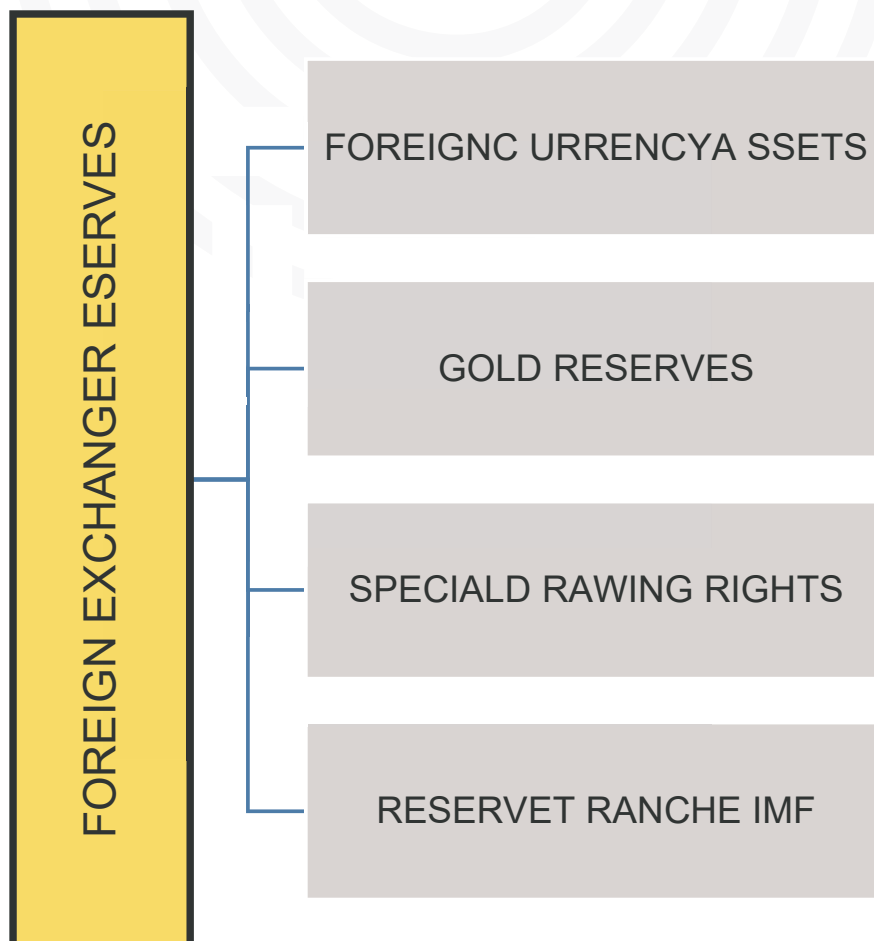 FOREIGN EXCHANGER ESERVES
FOREIGNC URRENCYA SSETS
GOLD RESERVES
SPECIALD RAWING RIGHTS
RESERVET RANCHE IMF